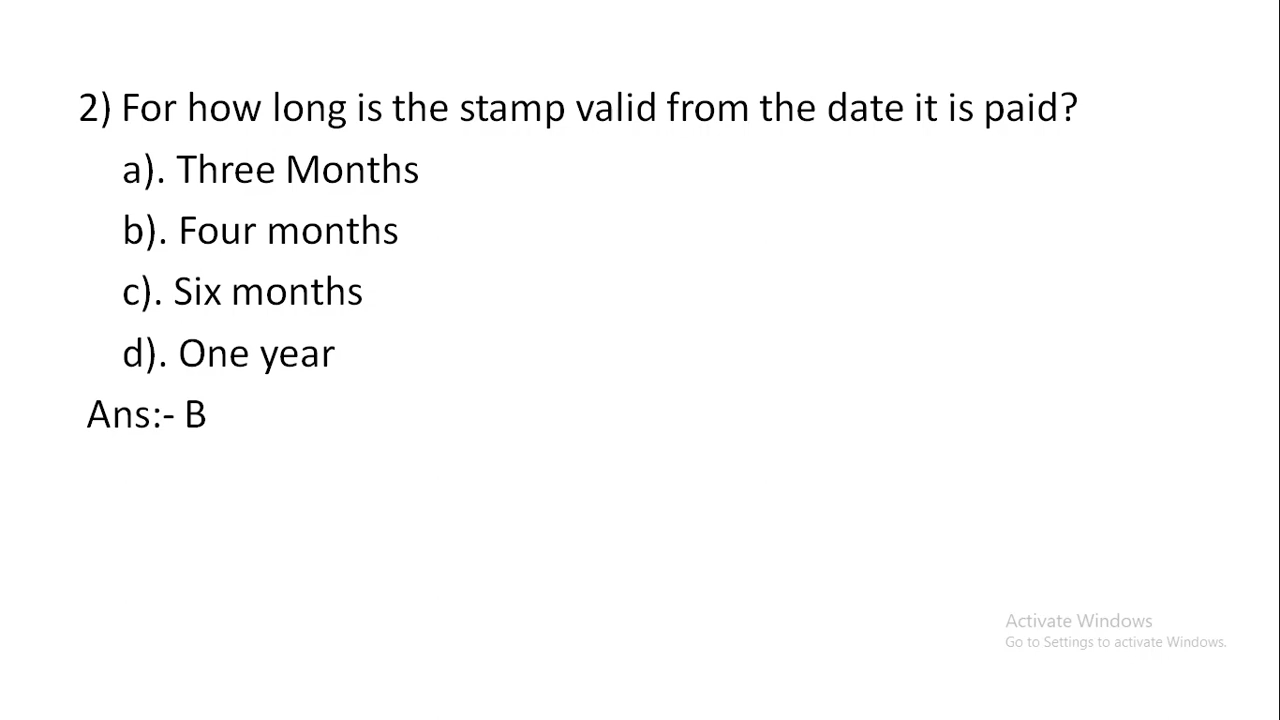 2) For how long is the stamp valid from the date it is paid?
a). Three Months
b). Four months
c). Six months
d). One year
Ans:- B
Activate Windows
Go to Settings to activate Windows.